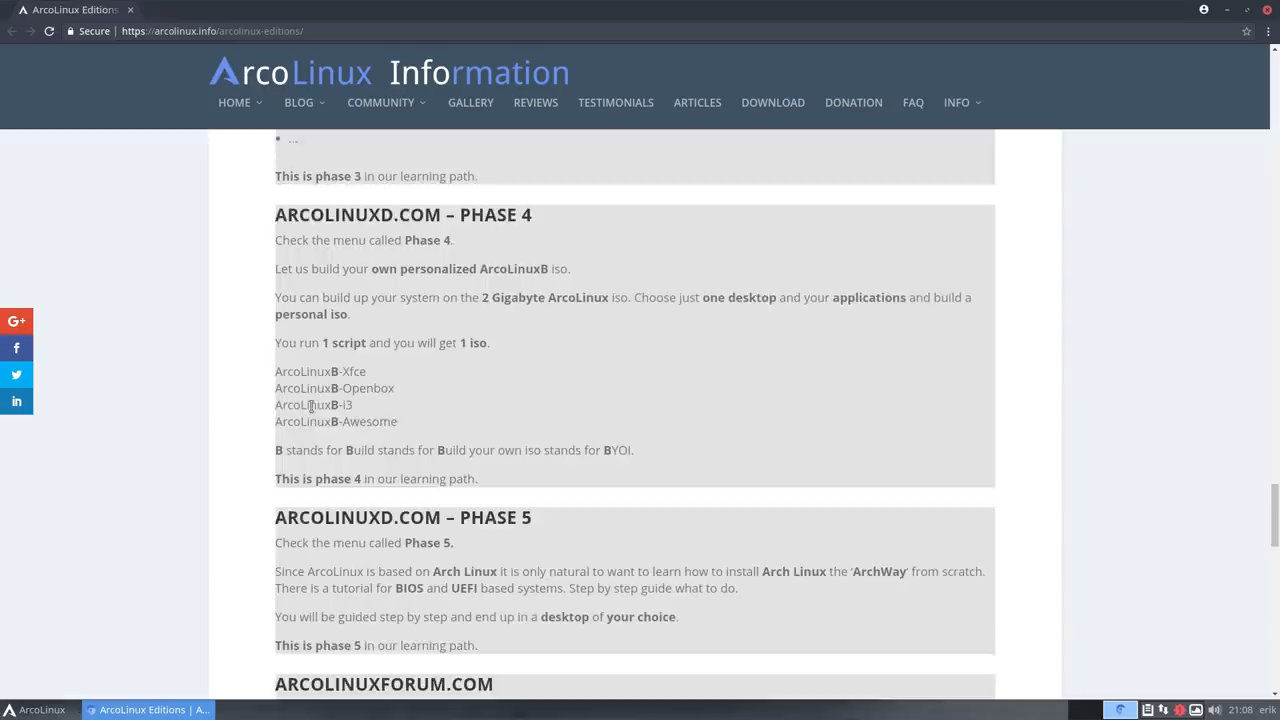 ArcoLinux Editions
Secure https://arcolinux.info/arcolinux-editions/
ArcoLinux Information
HOME BLOG COMMUNITY GALLERY REVIEWS TESTIMONIALS ARTICLES DOWNLOAD DONATION FAQ INFO
• ...
This is phase 3 in our learning path.
ARCOLINUXD.COM – PHASE 4
Check the menu called Phase 4.
Let us build your own personalized ArcoLinuxB iso.
You can build up your system on the 2 Gigabyte ArcoLinux iso. Choose just one desktop and your applications and build a
personal iso.
You run 1 script and you will get 1 iso.
ArcoLinuxB-Xfce
ArcoLinuxB-Openbox
ArcoLinuxB-i3
ArcoLinuxB-Awesome
B stands for Build stands for Build your own iso stands for BYOI.
This is phase 4 in our learning path.
ARCOLINUXD.COM – PHASE 5
Check the menu called Phase 5.
Since ArcoLinux is based on Arch Linux it is only natural to want to learn how to install Arch Linux the 'ArchWay' from scratch.
There is a tutorial for BIOS and UEFI based systems. Step by step guide what to do.
You will be guided step by step and end up in a desktop of your choice.
This is phase 5 in our learning path.
ARCOLINUXFORUM.COM
G+
f
in
ArcoLinux ArcoLinux Editions | A... 21:08 erik